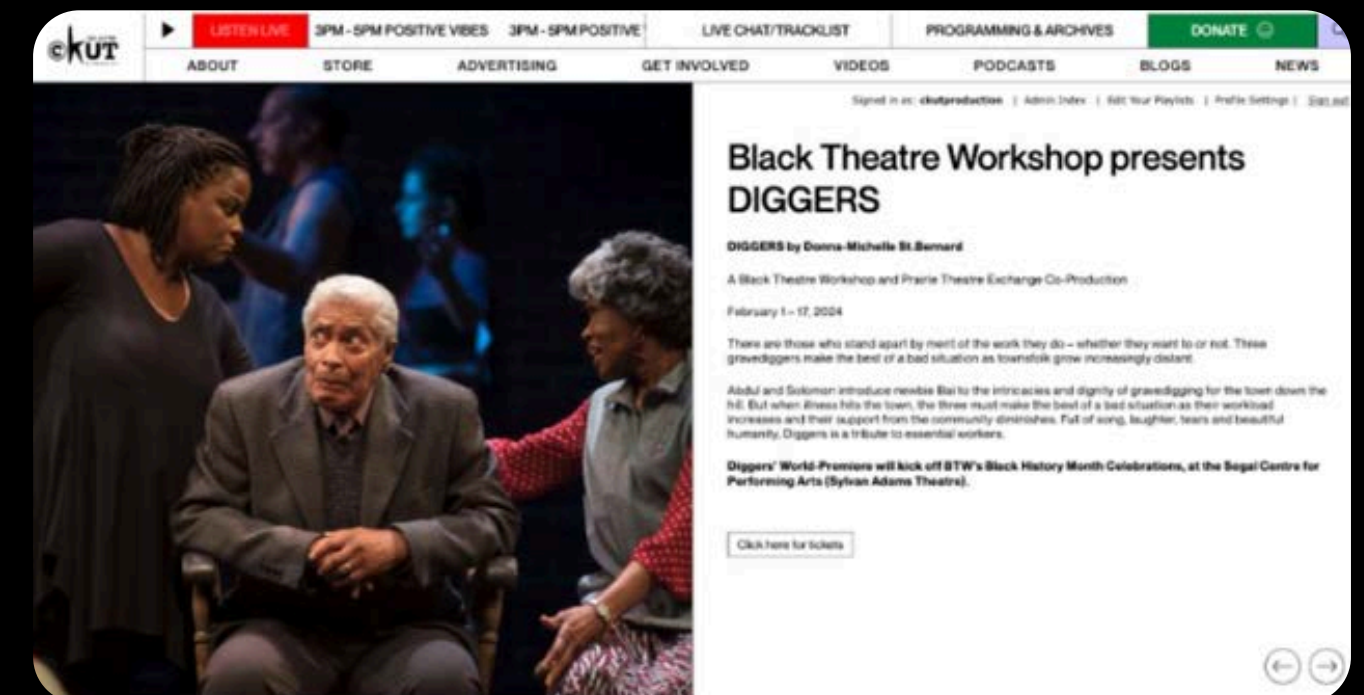 ckUT
LISTEN LIVE
3PM - 5PM POSITIVE VIBES 3PM - 5PM POSITIVE
LIVE CHAT/TRACKLIST
PROGRAMMING & ARCHIVES
DONATE
ABOUT
STORE
ADVERTISING
GET INVOLVED
VIDEOS
PODCASTS
BLOGS
NEWS
Signed in as: ckutproduction | Admin Index | Edit Your Playlists | Profile Settings | Sign out
Black Theatre Workshop presents
DIGGERS
DIGGERS by Donna-Michelle St.Bernard
A Black Theatre Workshop and Prairie Theatre Exchange Co-Production
February 1 – 17, 2024
There are those who stand apart by merit of the work they do – whether they want to or not. Three
gravediggers make the best of a bad situation as townsfolk grow increasingly distant.
Abdul and Solomon introduce newbie Bai to the intricacies and dignity of gravedigging for the town down the
hill. But when illness hits the town, the three must make the best of a bad situation as their workload
increases and their support from the community diminishes. Full of song, laughter, tears and beautiful
humanity, Diggers is a tribute to essential workers.
Diggers' World-Premiere will kick off BTW's Black History Month Celebrations, at the Segal Centre for
Performing Arts (Sylvan Adams Theatre).
Click here for tickets